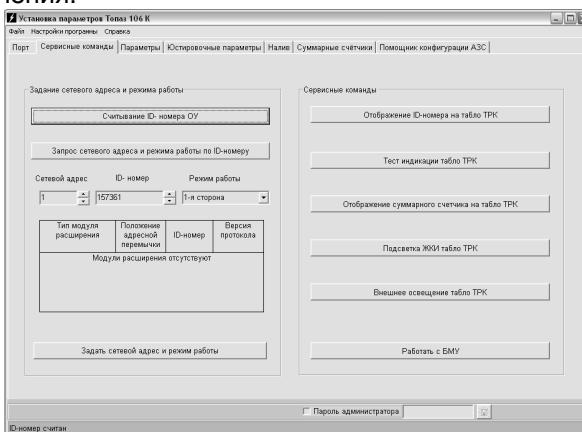 юния.
Установка параметров Топаз 106 К
Файл Настройки программы Справка
Порт Сервисные команды Параметры Юстировочные параметры Налив Суммарные счётчики Помощник конфигурации АЗС
Задание сетевого адреса и режима работы
Считывание ID- номера ОУ
Запрос сетевого адреса и режима работы по ID-номеру
Сетевой адрес ID- номер Режим работы
1 157361 1-я сторона
Тип модуля расширения Положение адресной перемычки ID-номер Версия протокола
Модули расширения отсутствуют
Задать сетевой адрес и режим работы
Сервисные команды
Отображение ID-номера на табло ТРК
Тест индикации табло ТРК
Отображение суммарного счетчика на табло ТРК
Подсветка ЖКИ табло ТРК
Внешнее освещение табло ТРК
Работать с БМУ
Пароль администратора
ID-номер считан